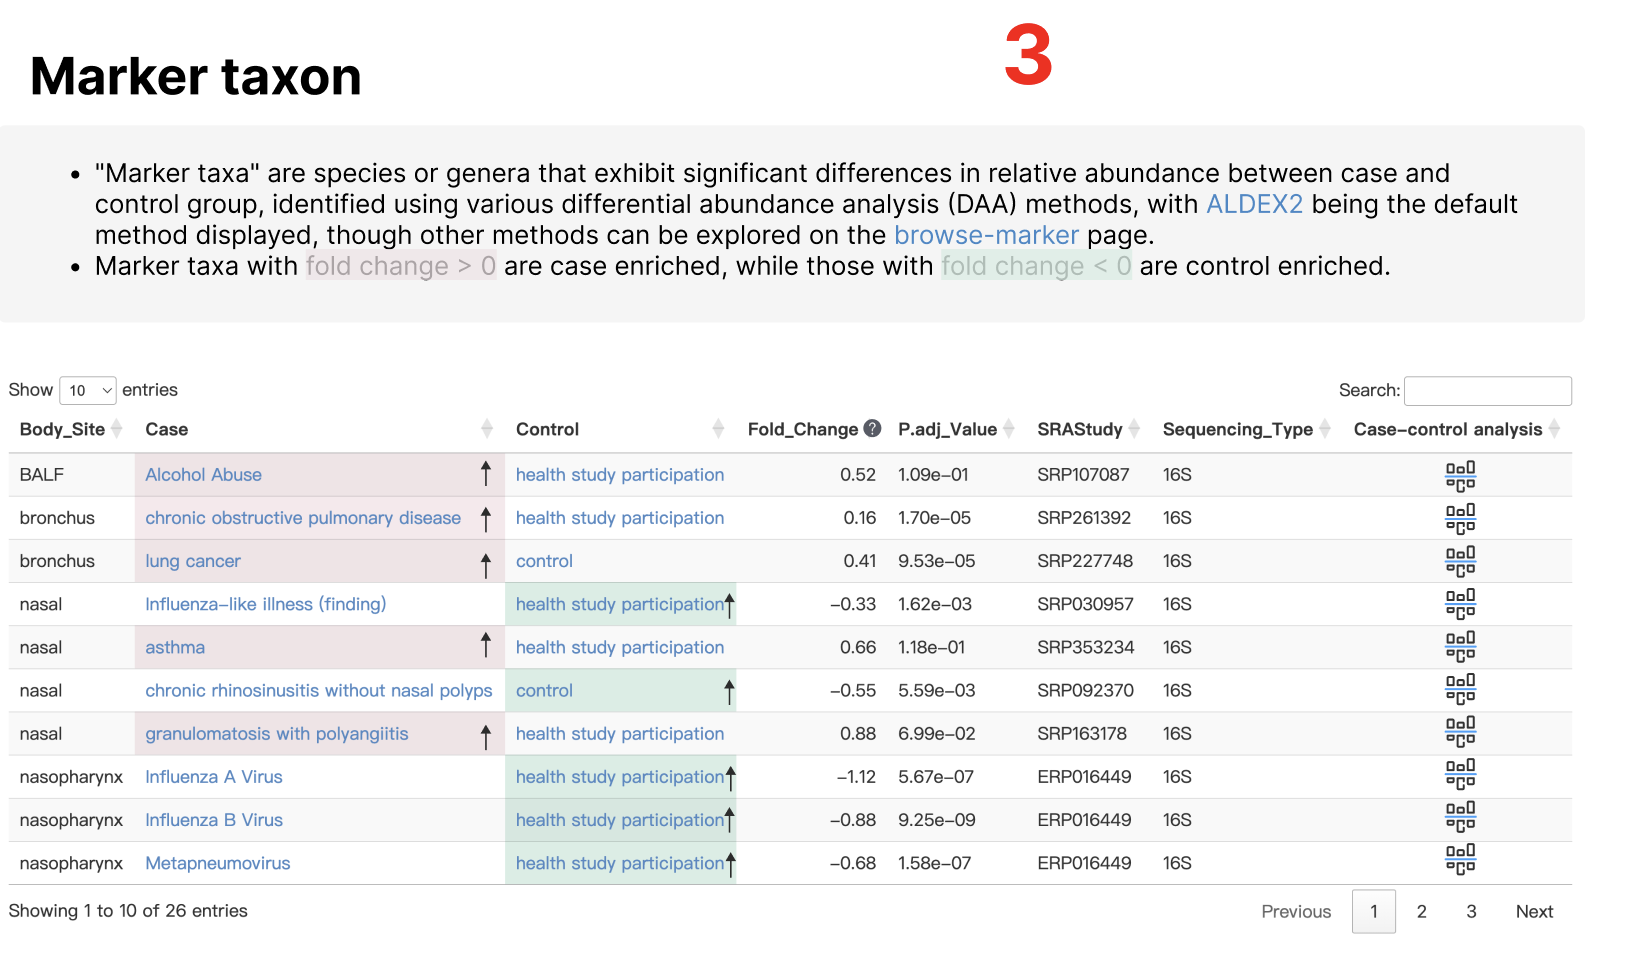 3
Marker taxon
• "Marker taxa" are species or genera that exhibit significant differences in relative abundance between case and
control group, identified using various differential abundance analysis (DAA) methods, with ALDEX2 being the default
method displayed, though other methods can be explored on the browse-marker page.
• Marker taxa with fold change > 0 are case enriched, while those with fold change < 0 are control enriched.
Show 10 entries Search:
Body_Site Case Control Fold_Change ? P.adj_Value SRAStudy Sequencing_Type Case-control analysis
BALF Alcohol Abuse ↑ health study participation 0.52 1.09e-01 SRP107087 16S
bronchus chronic obstructive pulmonary disease ↑ health study participation 0.16 1.70e-05 SRP261392 16S
bronchus lung cancer ↑ control 0.41 9.53e-05 SRP227748 16S
nasal Influenza-like illness (finding) health study participation ↑ -0.33 1.62e-03 SRP030957 16S
nasal asthma ↑ health study participation 0.66 1.18e-01 SRP353234 16S
nasal chronic rhinosinusitis without nasal polyps control ↑ -0.55 5.59e-03 SRP092370 16S
nasal granulomatosis with polyangiitis ↑ health study participation 0.88 6.99e-02 SRP163178 16S
nasopharynx Influenza A Virus health study participation ↑ -1.12 5.67e-07 ERP016449 16S
nasopharynx Influenza B Virus health study participation ↑ -0.88 9.25e-09 ERP016449 16S
nasopharynx Metapneumovirus health study participation ↑ -0.68 1.58e-07 ERP016449 16S
Showing 1 to 10 of 26 entries Previous 1 2 3 Next